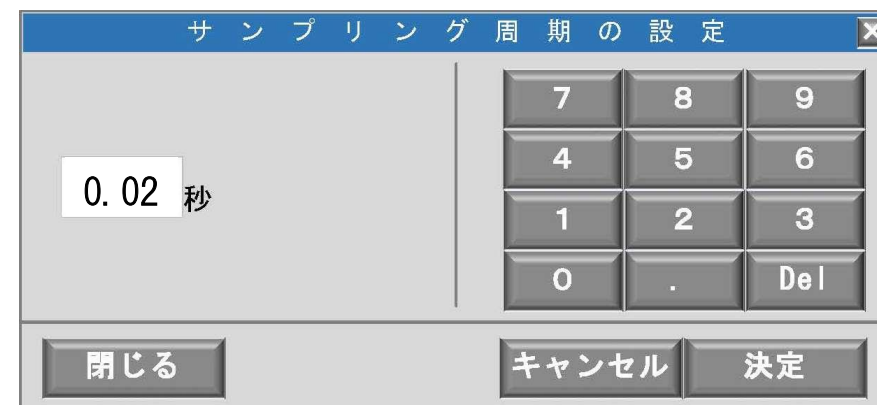 サンプリング周期の設定
7 8 9
4 5 6
0.02 秒
1 2 3
0 . Del
閉じる キャンセル 決定